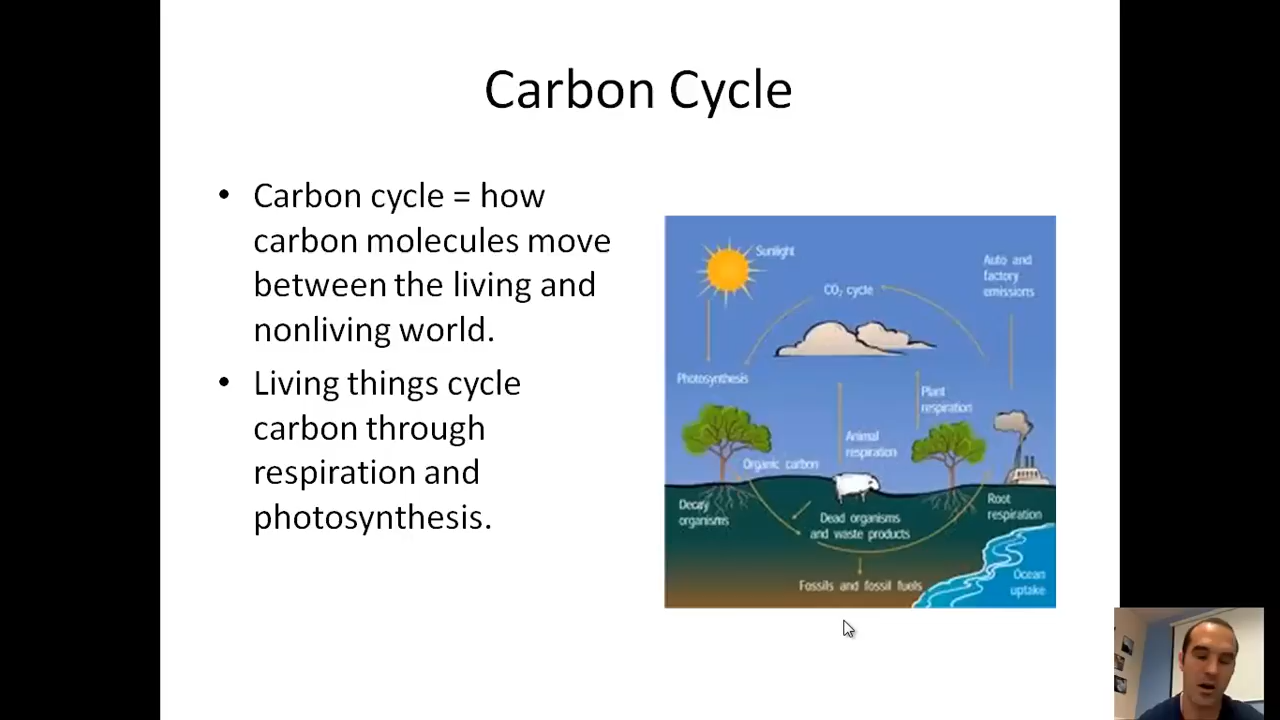 Carbon Cycle
• Carbon cycle = how
carbon molecules move
between the living and
nonliving world.
• Living things cycle
carbon through
respiration and
photosynthesis.
Sunlight
Auto and
factory
emissions
CO₂ cycle
Photosynthesis
Plant
respiration
Animal
respiration
Organic carbon
Decay
organisms
Dead organisms
and waste products
Root
respiration
Fossils and fossil fuels
Ocean
uptake